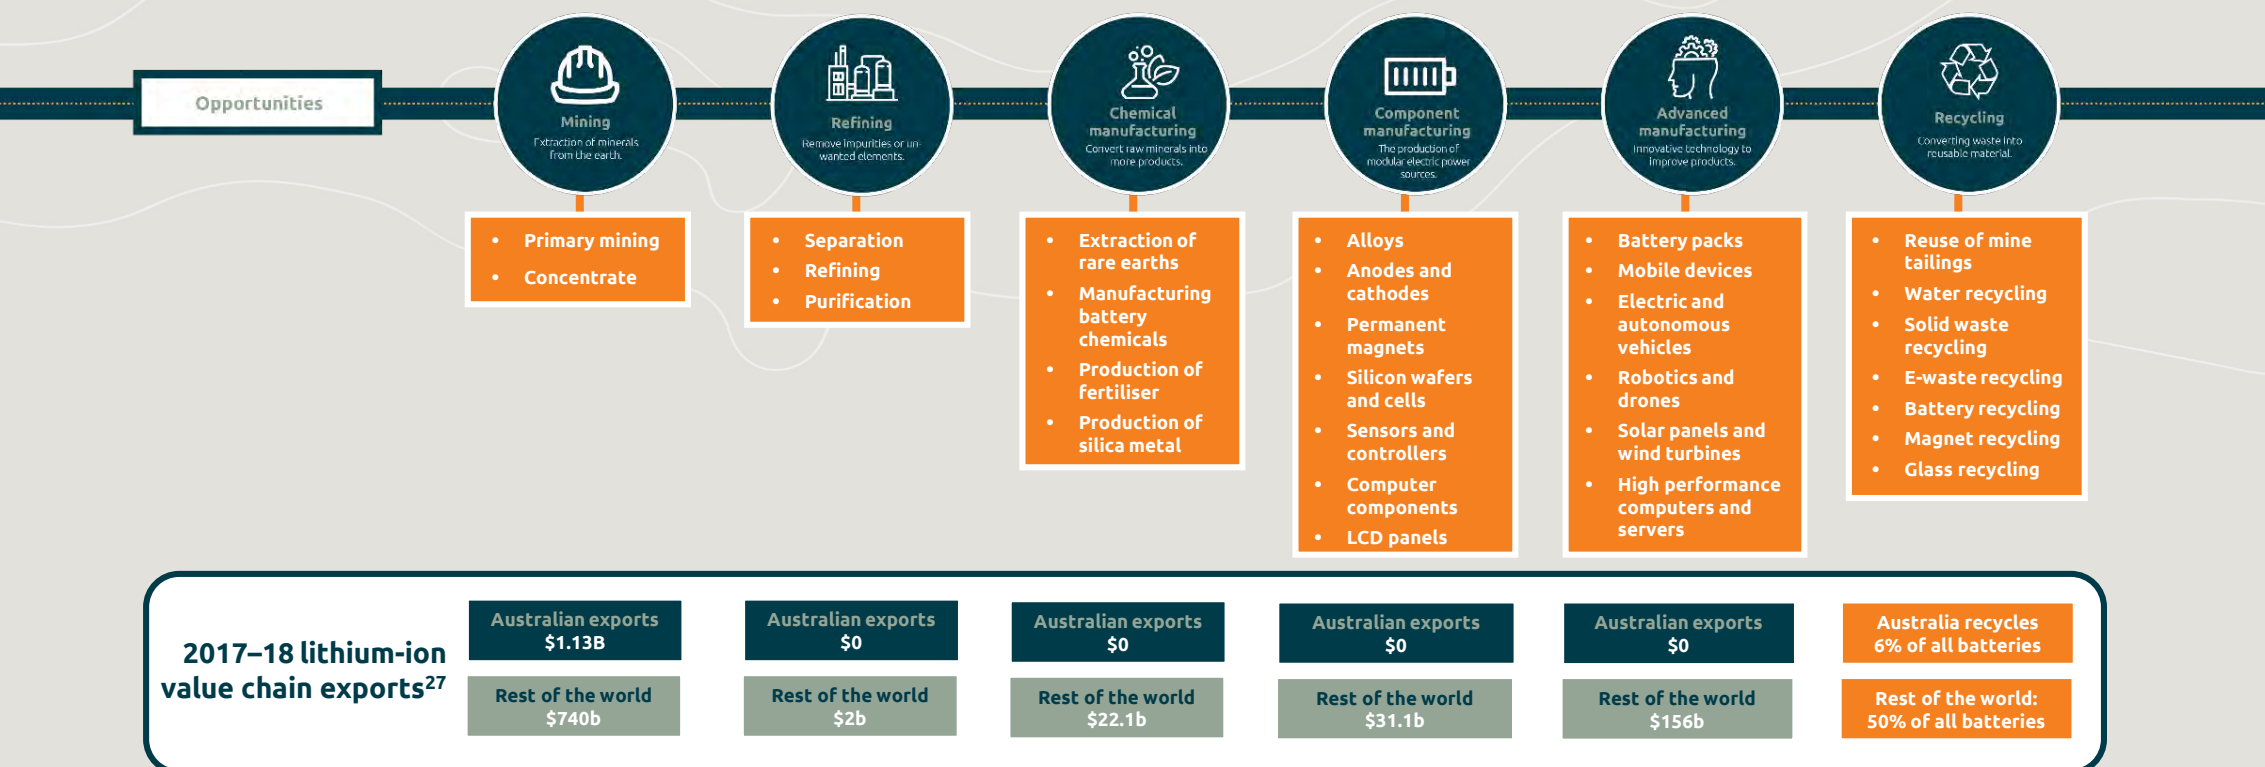 Opportunities
Mining
Extraction of minerals
from the earth.
Refining
Remove impurities or un-
wanted elements.
Chemical
manufacturing
Convert raw minerals into
more products.
Component
manufacturing
The production of
modular electric power
sources.
Advanced
manufacturing
Innovative technology to
improve products.
Recycling
Converting waste into
reusable material.
• Primary mining
• Concentrate
• Separation
• Refining
• Purification
• Extraction of
rare earths
• Manufacturing
battery
chemicals
• Production of
fertiliser
• Production of
silica metal
• Alloys
• Anodes and
cathodes
• Permanent
magnets
• Silicon wafers
and cells
• Sensors and
controllers
• Computer
components
• LCD panels
• Battery packs
• Mobile devices
• Electric and
autonomous
vehicles
• Robotics and
drones
• Solar panels and
wind turbines
• High performance
computers and
servers
• Reuse of mine
tailings
• Water recycling
• Solid waste
recycling
• E-waste recycling
• Battery recycling
• Magnet recycling
• Glass recycling
2017–18 lithium-ion
value chain exports27
Australian exports
$1.13B
Rest of the world
$740b
Australian exports
$0
Rest of the world
$2b
Australian exports
$0
Rest of the world
$22.1b
Australian exports
$0
Rest of the world
$31.1b
Australian exports
$0
Rest of the world
$156b
Australia recycles
6% of all batteries
Rest of the world:
50% of all batteries